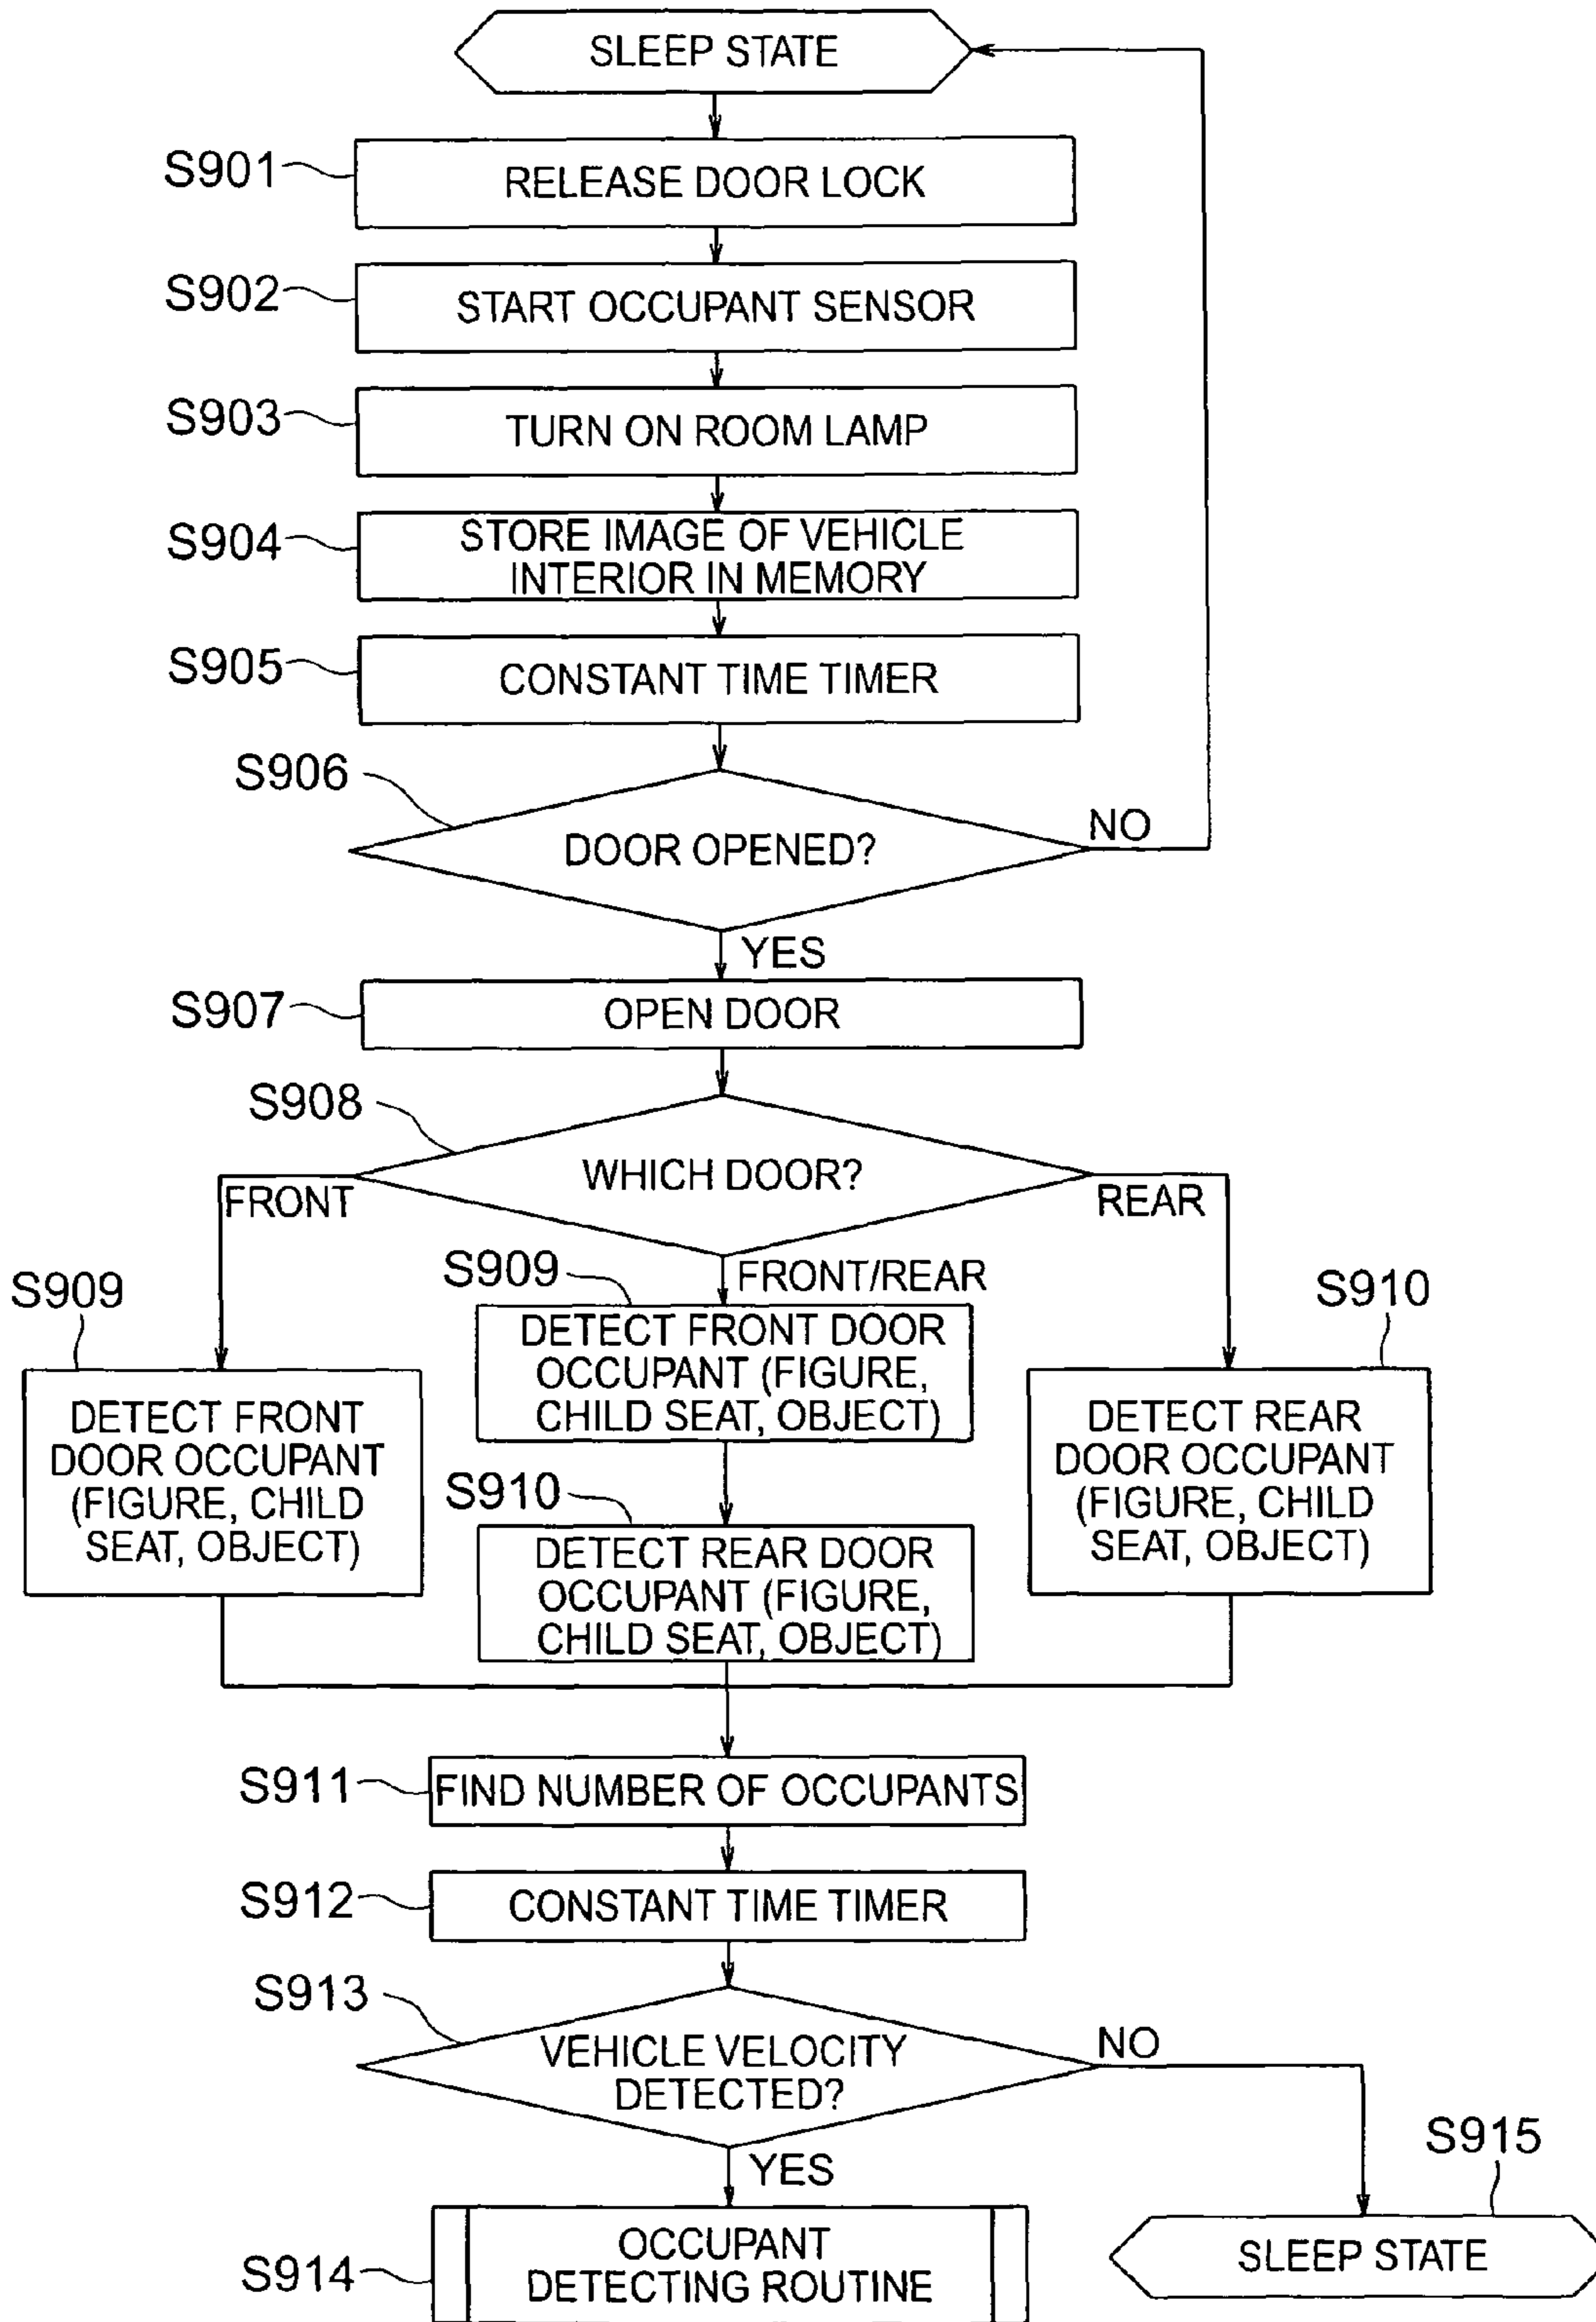 SLEEP STATE
S901
RELEASE DOOR LOCK
S902
START OCCUPANT SENSOR
S903
TURN ON ROOM LAMP
S904
STORE IMAGE OF VEHICLE
INTERIOR IN MEMORY
S905
CONSTANT TIME TIMER
S906
DOOR OPENED?
NO
YES
S907
OPEN DOOR
S908
WHICH DOOR?
FRONT
REAR
FRONT/REAR
S909
DETECT FRONT
DOOR OCCUPANT
(FIGURE, CHILD
SEAT, OBJECT)
S909
DETECT FRONT DOOR
OCCUPANT (FIGURE,
CHILD SEAT, OBJECT)
S910
DETECT REAR DOOR
OCCUPANT (FIGURE,
CHILD SEAT, OBJECT)
S910
DETECT REAR
DOOR OCCUPANT
(FIGURE, CHILD
SEAT, OBJECT)
S911
FIND NUMBER OF OCCUPANTS
S912
CONSTANT TIME TIMER
S913
VEHICLE VELOCITY
DETECTED?
NO
YES
S914
OCCUPANT
DETECTING ROUTINE
S915
SLEEP STATE